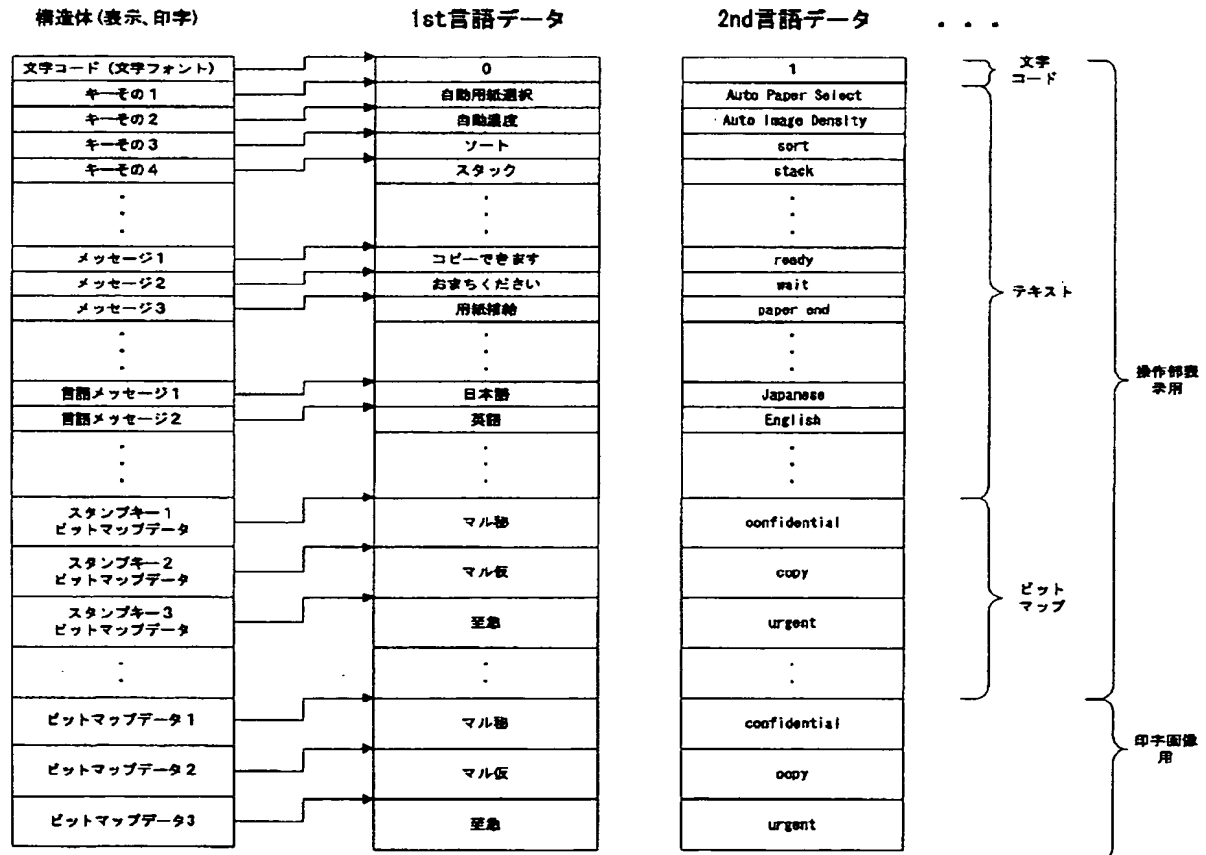 構造体(表示、印字) 1st言語データ 2nd言語データ ・・・
文字コード (文字フォント) 0 1
キーその1 自動用紙選択 Auto Paper Select
キーその2 自動濃度 Auto Image Density
キーその3 ソート sort
キーその4 スタック stack
メッセージ1 コピーできます ready
メッセージ2 おまちください wait
メッセージ3 用紙補給 paper end
言語メッセージ1 日本語 Japanese
言語メッセージ2 英語 English
スタンプキー1
ビットマップデータ
マル秘 confidential
スタンプキー2
ビットマップデータ
マル仮 copy
スタンプキー3
ビットマップデータ
至急 urgent
ビットマップデータ1 マル秘 confidential
ビットマップデータ2 マル仮 copy
ビットマップデータ3 至急 urgent
文字
コード
テキスト
ビット
マップ
操作部表
示用
印字画像
用